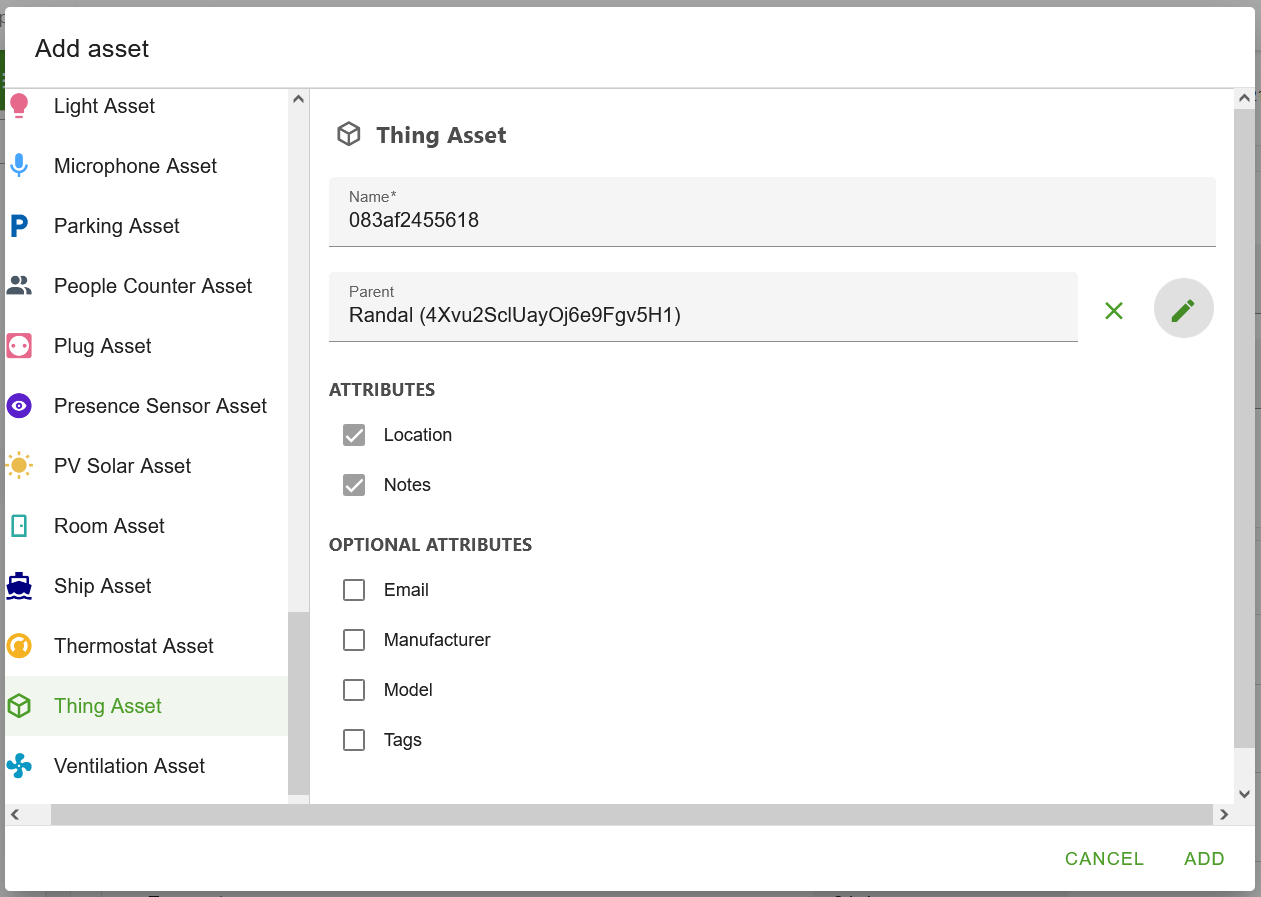 Add asset
Light Asset
Microphone Asset
Parking Asset
People Counter Asset
Plug Asset
Presence Sensor Asset
PV Solar Asset
Room Asset
Ship Asset
Thermostat Asset
Thing Asset
Ventilation Asset
Thing Asset
Name*
083af2455618
Parent
Randal (4Xvu2SclUayOj6e9Fgv5H1)
ATTRIBUTES
Location
Notes
OPTIONAL ATTRIBUTES
Email
Manufacturer
Model
Tags
CANCEL ADD